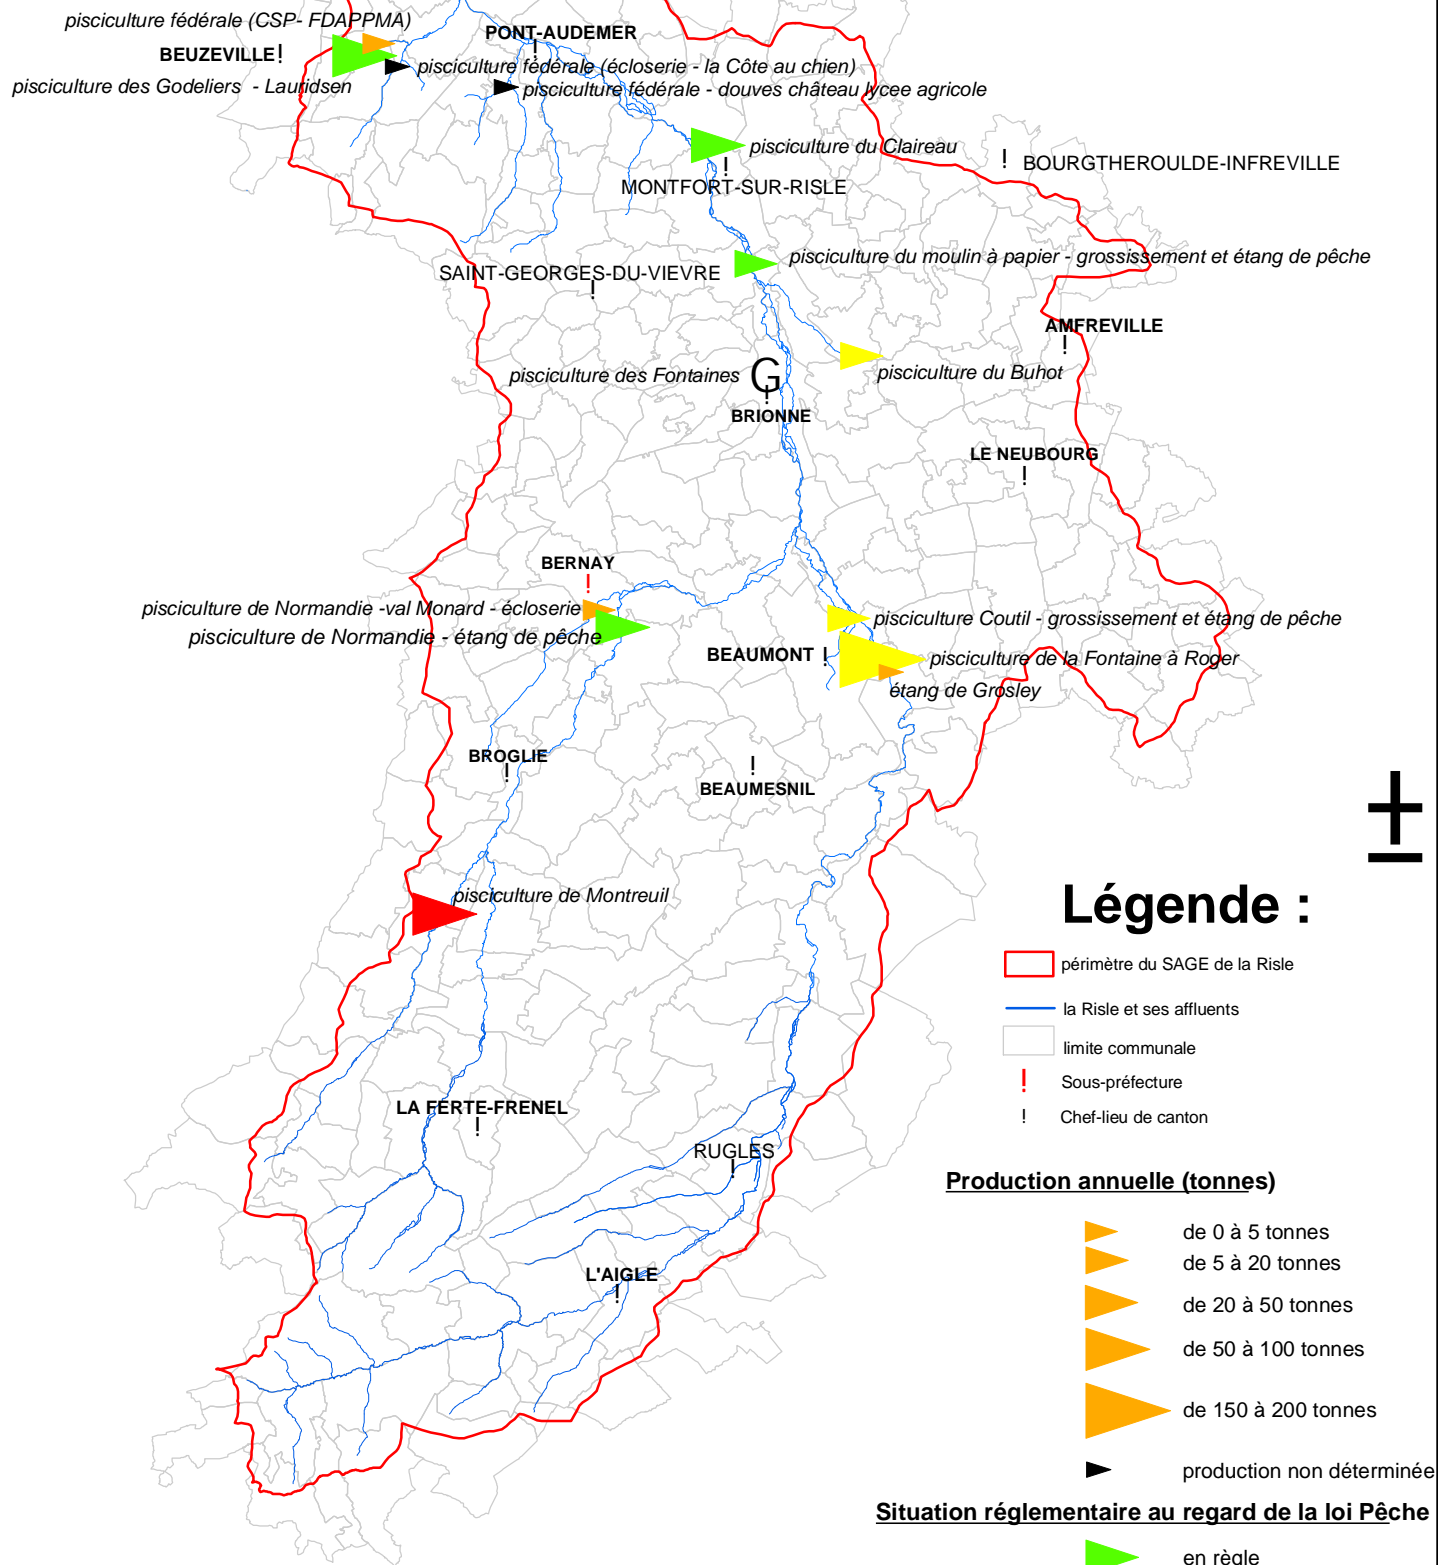 pisciculture fédérale (CSP- FDAPPMA)
PONT-AUDEMER
BEUZEVILLE
pisciculture fédérale (écloserie - la Côte au chien)
pisciculture des Godeliers - Lauridsen
pisciculture fédérale - douves château lycee agricole
pisciculture du Claireau
BOURGTHEROULDE-INFREVILLE
MONTFORT-SUR-RISLE
pisciculture du moulin à papier - grossissement et étang de pêche
SAINT-GEORGES-DU-VIEVRE
AMFREVILLE
pisciculture des Fontaines
G
pisciculture du Buhot
BRIONNE
LE NEUBOURG
BERNAY
pisciculture de Normandie -val Monard - écloserie
pisciculture Coutil - grossissement et étang de pêche
pisciculture de Normandie - étang de pêche
BEAUMONT
pisciculture de la Fontaine à Roger
étang de Grosley
BROGLIE
BEAUMESNIL
±
pisciculture de Montreuil
Légende :
périmètre du SAGE de la Risle
la Risle et ses affluents
limite communale
! Sous-préfecture
! Chef-lieu de canton
LA FERTE-FRENEL
RUGLES
L'AIGLE
Production annuelle (tonnes)
de 0 à 5 tonnes
de 5 à 20 tonnes
de 20 à 50 tonnes
de 50 à 100 tonnes
de 150 à 200 tonnes
production non déterminée
Situation réglementaire au regard de la loi Pêche
en règle